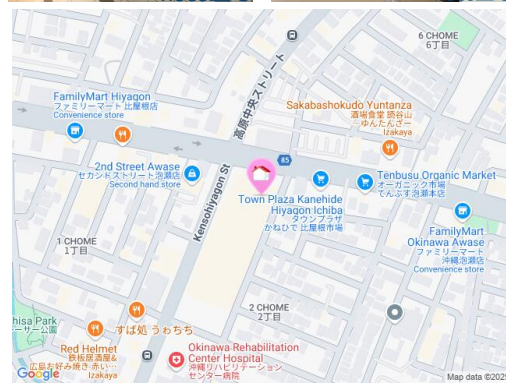 6 CHOME
6丁目
高原中央ストリート
FamilyMart Hiyagon
ファミリーマート 比屋根店
Convenience store
Sakabashokudo Yuntanza
酒場食堂 読谷山
-ゆんたんざ-
Izakaya
85
2nd Street Awase
セカンドストリート泡瀬店
Second hand store
Kensohiyagon St
Tenbusu Organic Market
オーガニック市場
てんぶす泡瀬本店
Town Plaza Kanehide
Hiyagon Ichiba
タウンプラザ
かねひで 比屋根市場
FamilyMart
Okinawa Awase
ファミリーマート
沖縄泡瀬店
Convenience store
1 CHOME
1丁目
2 CHOME
2丁目
hisa Park
ーサー公園
すば処 うわちち
Red Helmet
鉄板居酒屋&
広島お好み焼き 赤い...
Izakaya
Okinawa Rehabilitation
Center Hospital
沖縄リハビリテーション
センター病院
Google
Map data ©2025